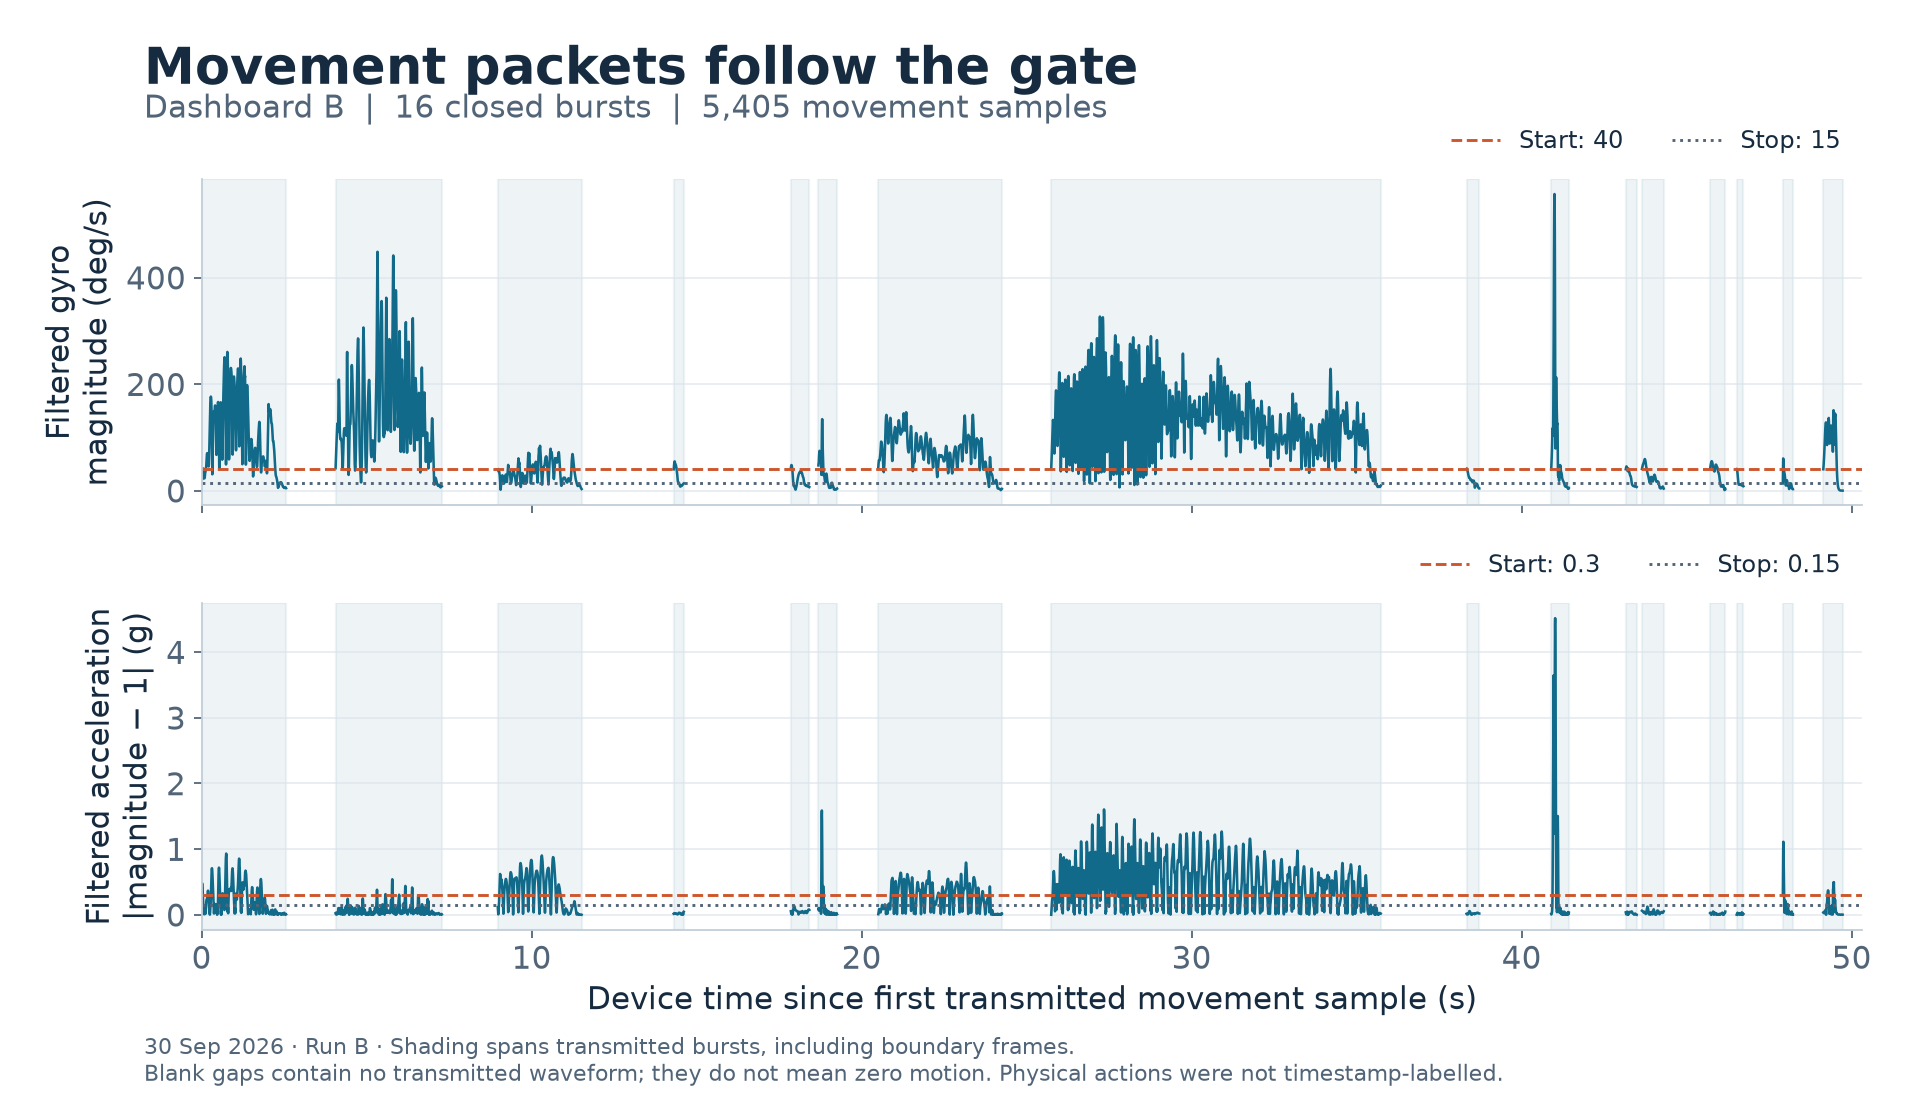 Movement packets follow the gate
Dashboard B | 16 closed bursts | 5,405 movement samples
Start: 40 Stop: 15
Filtered gyro
magnitude (deg/s)
400
200
0
Start: 0.3 Stop: 0.15
Filtered acceleration
|magnitude − 1| (g)
4
3
2
1
0
0 10 20 30 40 50
Device time since first transmitted movement sample (s)
30 Sep 2026 · Run B · Shading spans transmitted bursts, including boundary frames.
Blank gaps contain no transmitted waveform; they do not mean zero motion. Physical actions were not timestamp-labelled.